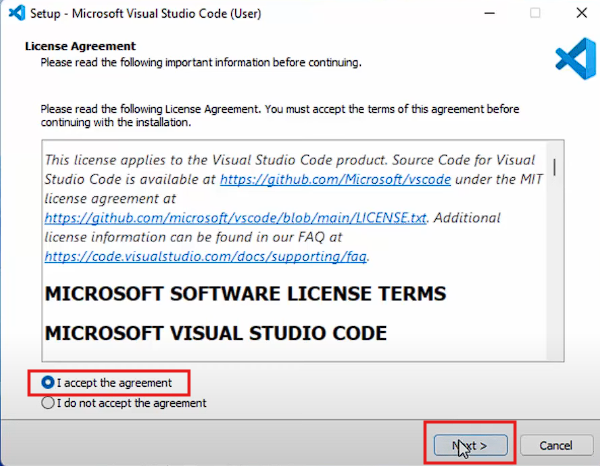 Setup - Microsoft Visual Studio Code (User)
License Agreement
Please read the following important information before continuing.
Please read the following License Agreement. You must accept the terms of this agreement before
continuing with the installation.
This license applies to the Visual Studio Code product. Source Code for Visual
Studio Code is available at https://github.com/Microsoft/vscode under the MIT
license agreement at
https://github.com/microsoft/vscode/blob/main/LICENSE.txt. Additional
license information can be found in our FAQ at
https://code.visualstudio.com/docs/supporting/faq.
MICROSOFT SOFTWARE LICENSE TERMS
MICROSOFT VISUAL STUDIO CODE
I accept the agreement
I do not accept the agreement
Next >
Cancel